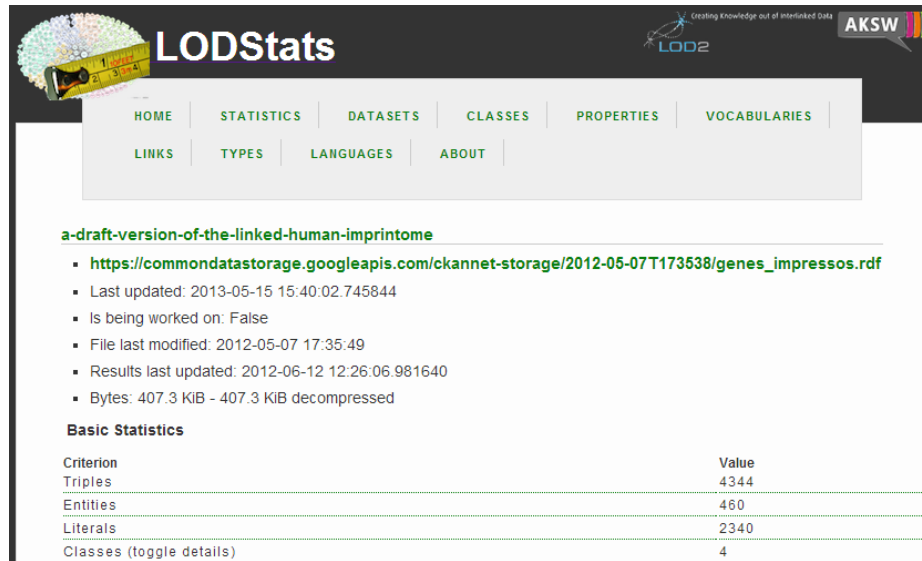 LODStats
Creating Knowledge out of Interlinked Data
LOD2
AKSW
HOME STATISTICS DATASETS CLASSES PROPERTIES VOCABULARIES
LINKS TYPES LANGUAGES ABOUT
a-draft-version-of-the-linked-human-imprintome
▪ https://commondatastorage.googleapis.com/ckannet-storage/2012-05-07T173538/genes_impressos.rdf
▪ Last updated: 2013-05-15 15:40:02.745844
▪ Is being worked on: False
▪ File last modified: 2012-05-07 17:35:49
▪ Results last updated: 2012-06-12 12:26:06.981640
▪ Bytes: 407.3 KiB - 407.3 KiB decompressed
Basic Statistics
Criterion Value
Triples 4344
Entities 460
Literals 2340
Classes (toggle details) 4